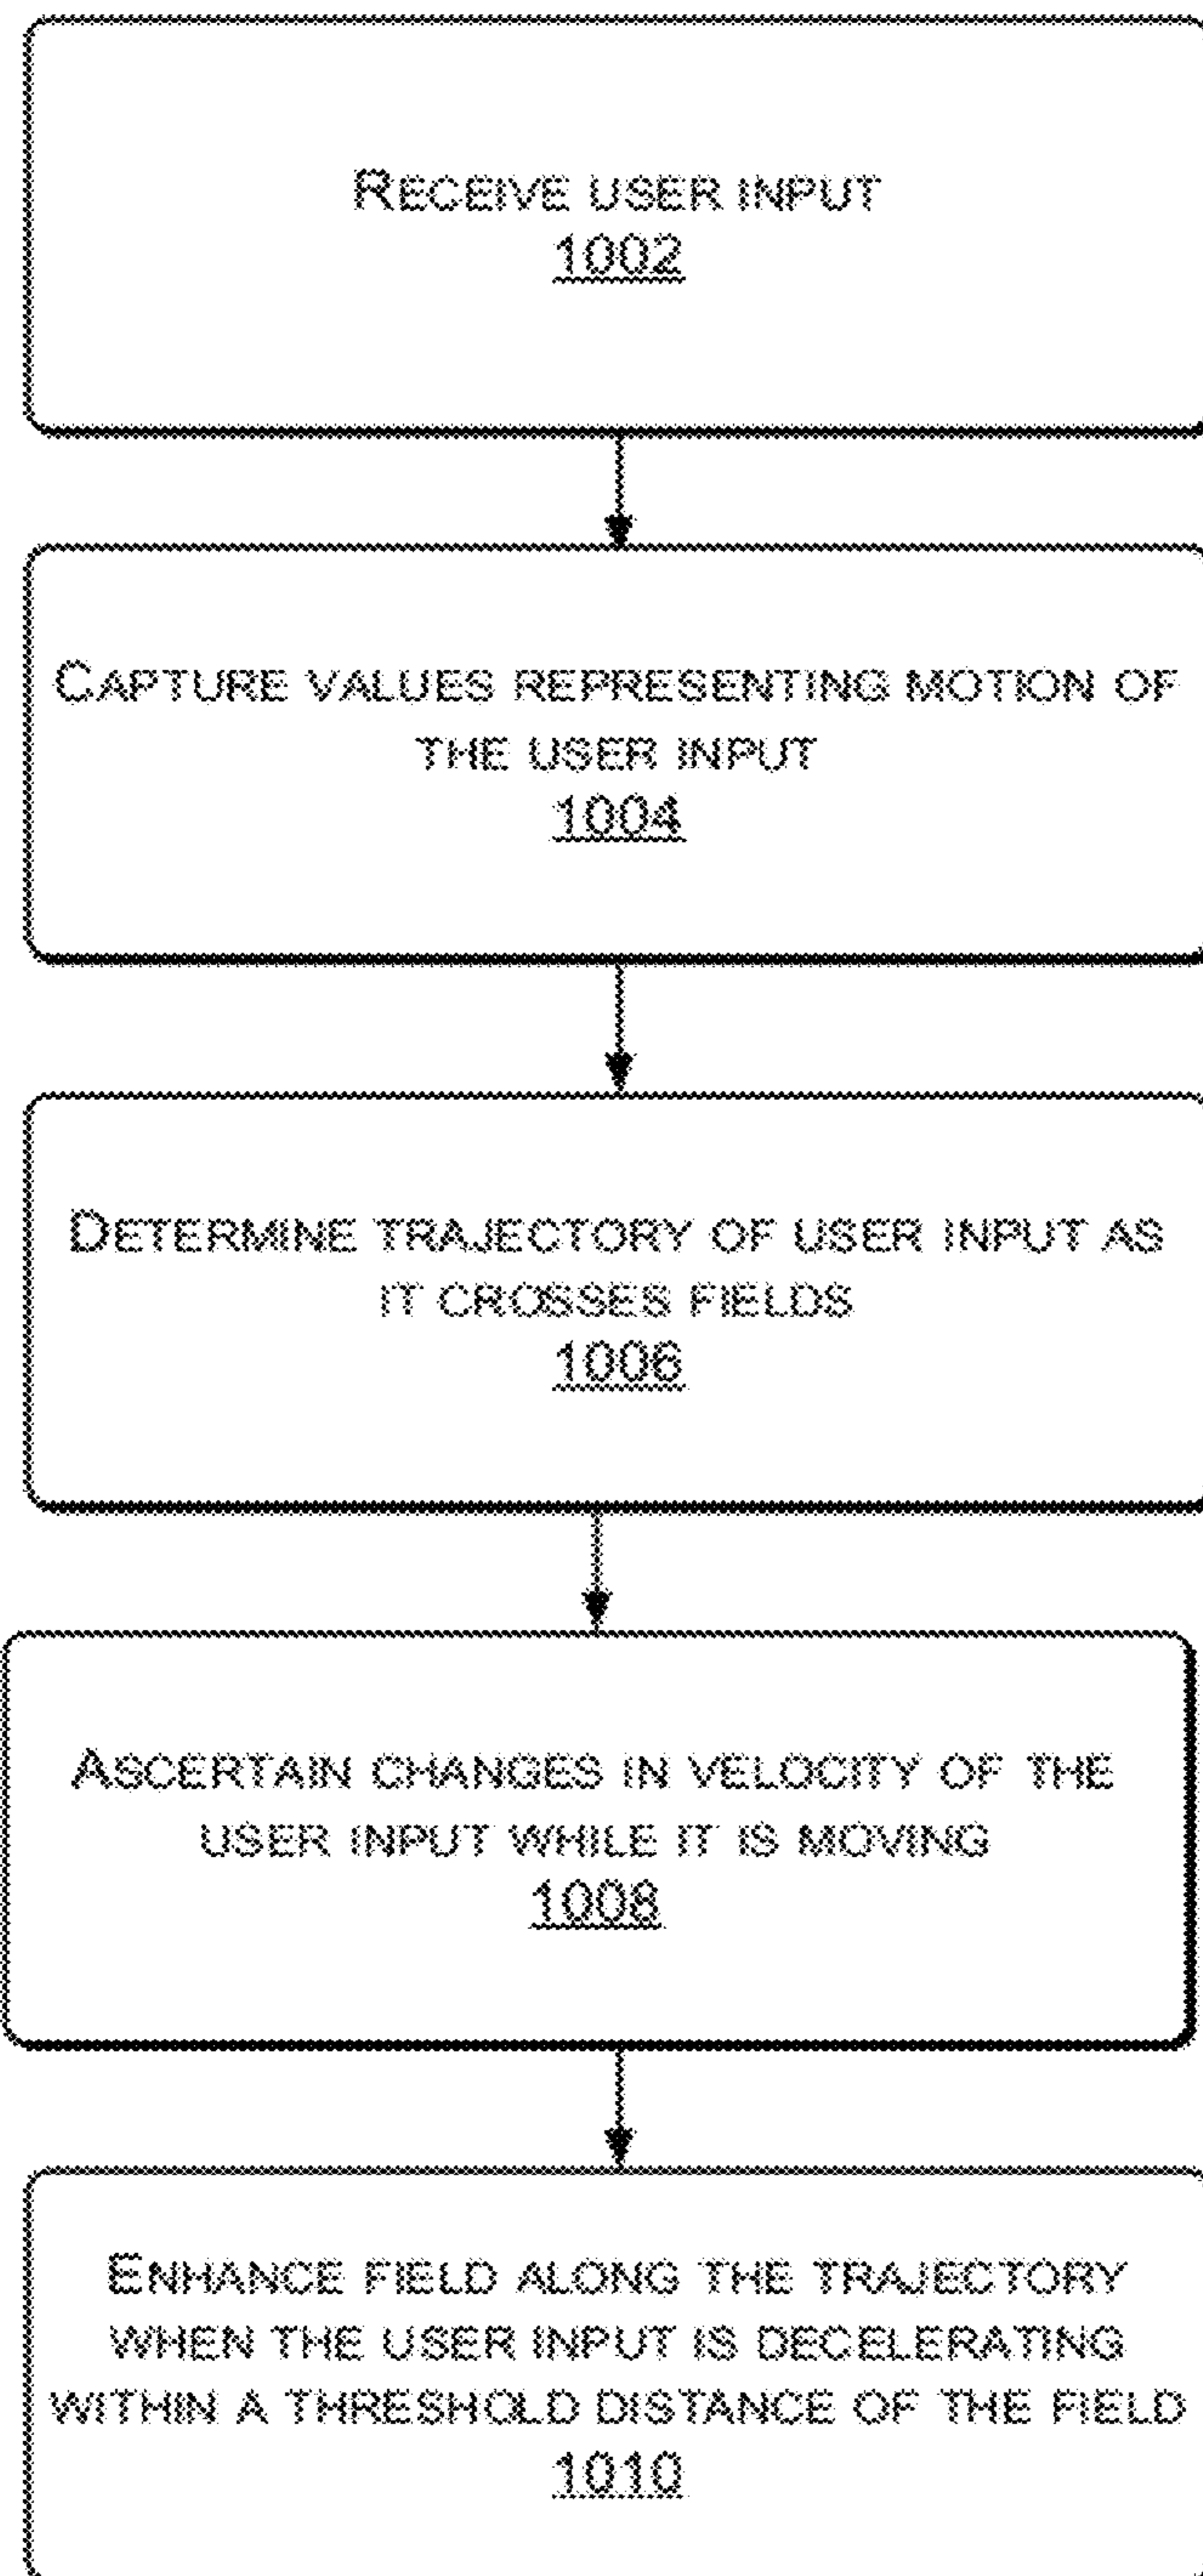 RECEIVE USER INPUT
1002
CAPTURE VALUES REPRESENTING MOTION OF
THE USER INPUT
1004
DETERMINE TRAJECTORY OF USER INPUT AS
IT CROSSES FIELDS
1006
ASCERTAIN CHANGES IN VELOCITY OF THE
USER INPUT WHILE IT IS MOVING
1008
ENHANCE FIELD ALONG THE TRAJECTORY
WHEN THE USER INPUT IS DECELERATING
WITHIN A THRESHOLD DISTANCE OF THE FIELD
1010